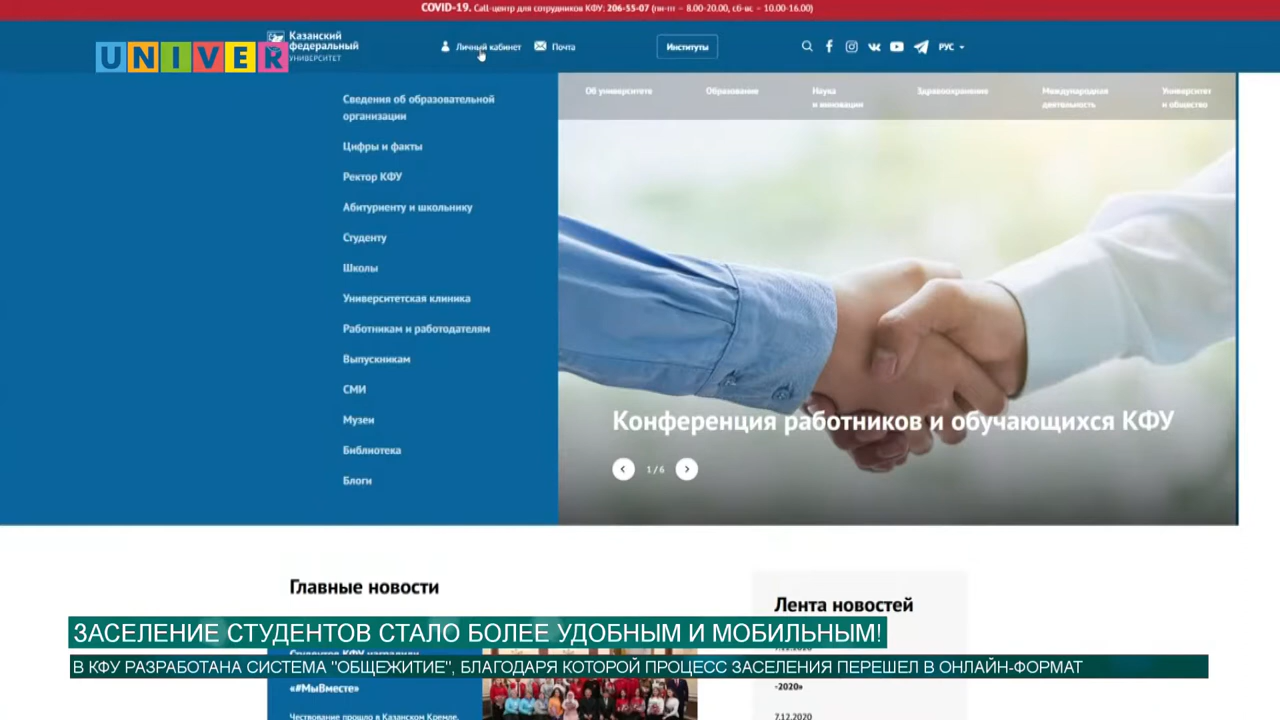 COVID-19. Call-центр для сотрудников КФУ: 206-55-07 (пн-пт – 8.00-20.00, сб-вс – 10.00-16.00)
Казанский
федеральный
УНИВЕРСИТЕТ
UNIVER
Личный кабинет
Почта
Институты
РУС
Об университете
Образование
Наука
и инновации
Здравоохранение
Международная
деятельность
Университет
и общество
Сведения об образовательной
организации
Цифры и факты
Ректор КФУ
Абитуриенту и школьнику
Студенту
Школы
Университетская клиника
Работникам и работодателям
Выпускникам
СМИ
Музеи
Библиотека
Блоги
Конференция работников и обучающихся КФУ
1 / 6
Главные новости
Лента новостей
ЗАСЕЛЕНИЕ СТУДЕНТОВ СТАЛО БОЛЕЕ УДОБНЫМ И МОБИЛЬНЫМ!
В КФУ РАЗРАБОТАНА СИСТЕМА "ОБЩЕЖИТИЕ", БЛАГОДАРЯ КОТОРОЙ ПРОЦЕСС ЗАСЕЛЕНИЯ ПЕРЕШЕЛ В ОНЛАЙН-ФОРМАТ
«#МыВместе»
-2020»
Чествование прошло в Казанском Кремле.
7.12.2020